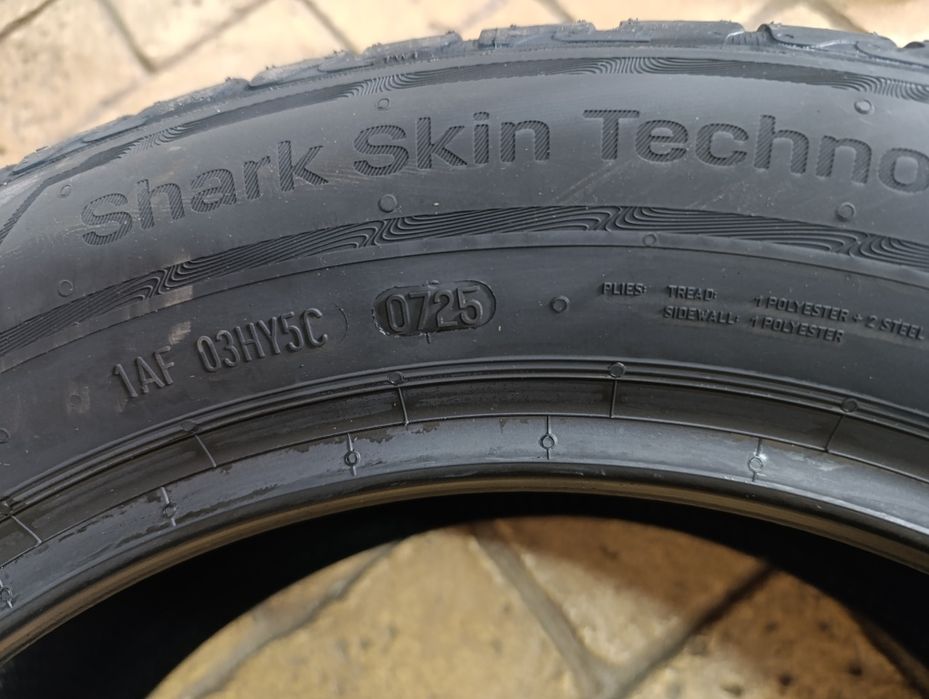 Shark Skin Techno
1AF 03HY5C 0725
PLIES: TREAD: 1 POLYESTER + 2 STEEL
SIDEWALL: 1 POLYESTER